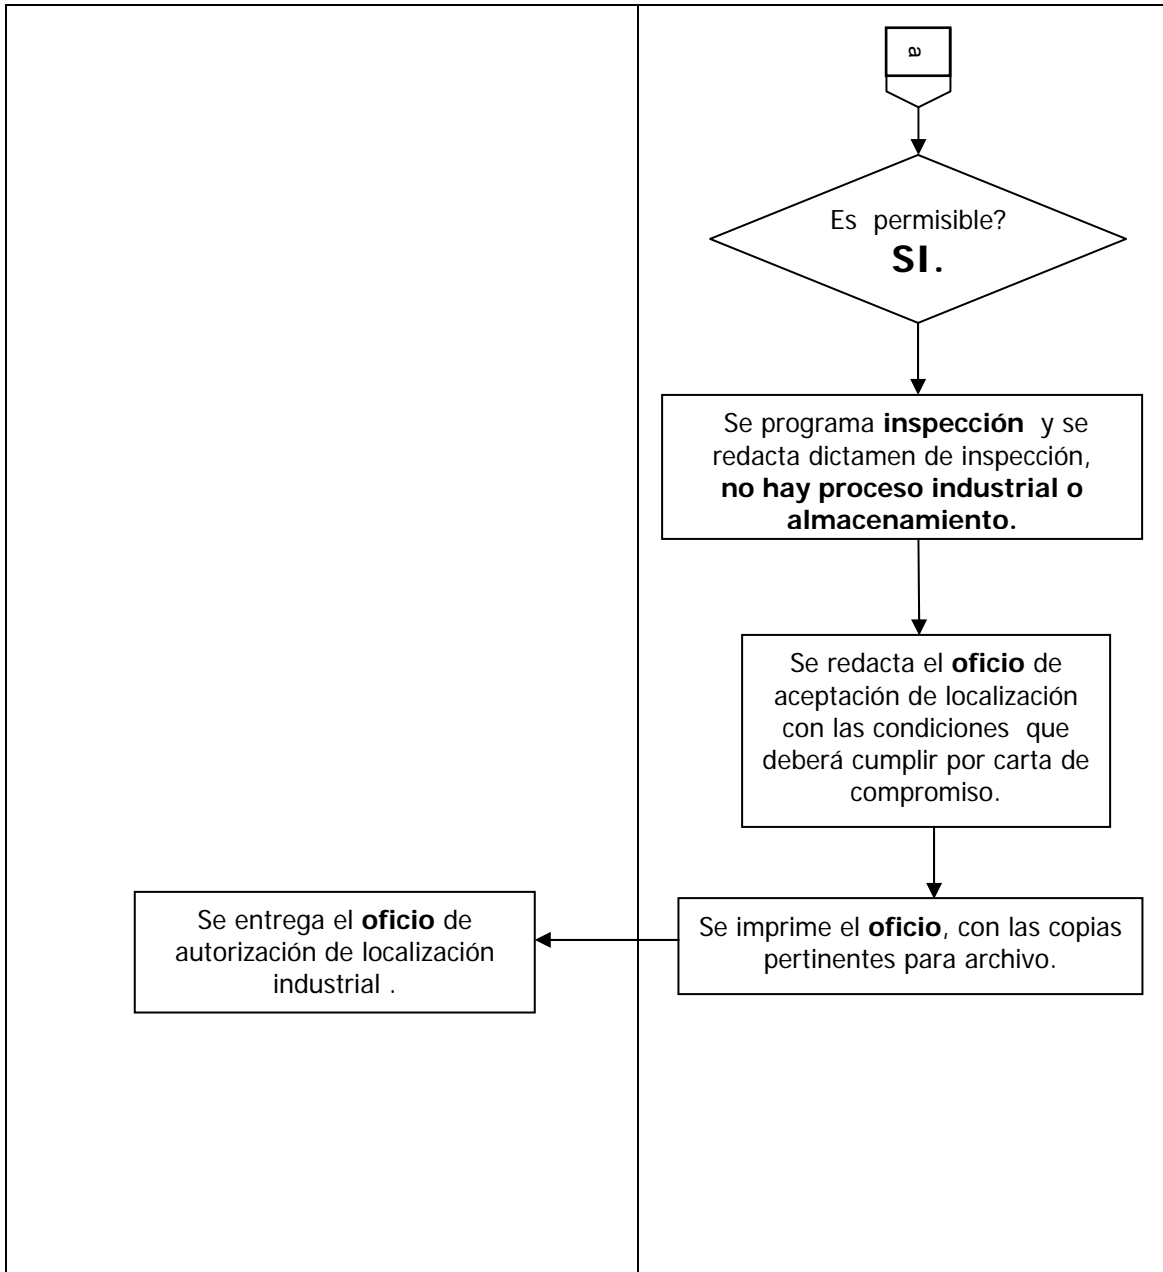 a
Es permisible?
SI.
Se programa inspección y se
redacta dictamen de inspección,
no hay proceso industrial o
almacenamiento.
Se redacta el oficio de
aceptación de localización
con las condiciones que
deberá cumplir por carta de
compromiso.
Se imprime el oficio, con las copias
pertinentes para archivo.
Se entrega el oficio de
autorización de localización
industrial .